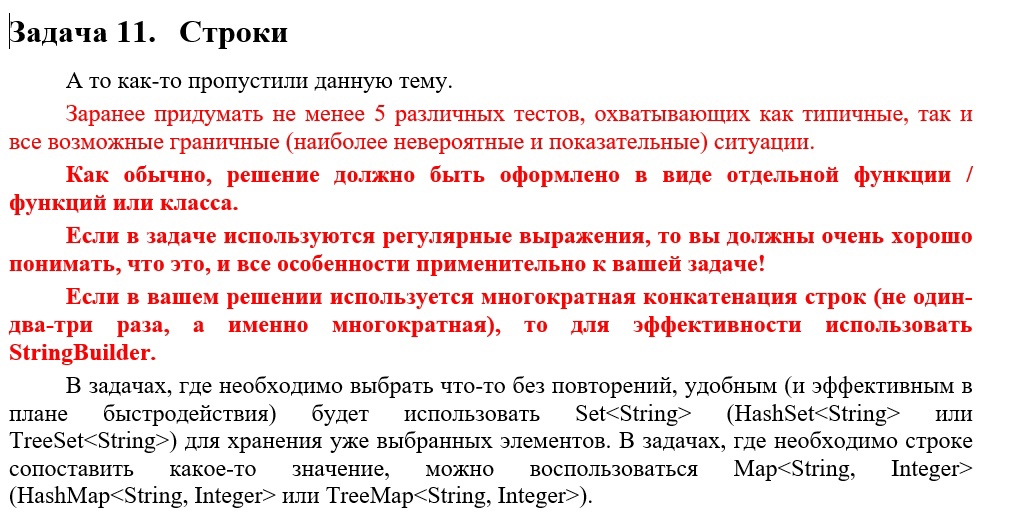 Задача 11. Строки
А то как-то пропустили данную тему.
Заранее придумать не менее 5 различных тестов, охватывающих как типичные, так и
все возможные граничные (наиболее невероятные и показательные) ситуации.
Как обычно, решение должно быть оформлено в виде отдельной функции /
функций или класса.
Если в задаче используются регулярные выражения, то вы должны очень хорошо
понимать, что это, и все особенности применительно к вашей задаче!
Если в вашем решении используется многократная конкатенация строк (не один-
два-три раза, а именно многократная), то для эффективности использовать
StringBuilder.
В задачах, где необходимо выбрать что-то без повторений, удобным (и эффективным в
плане быстродействия) будет использовать Set<String> (HashSet<String> или
TreeSet<String>) для хранения уже выбранных элементов. В задачах, где необходимо строке
сопоставить какое-то значение, можно воспользоваться Map<String, Integer>
(HashMap<String, Integer> или TreeMap<String, Integer>).